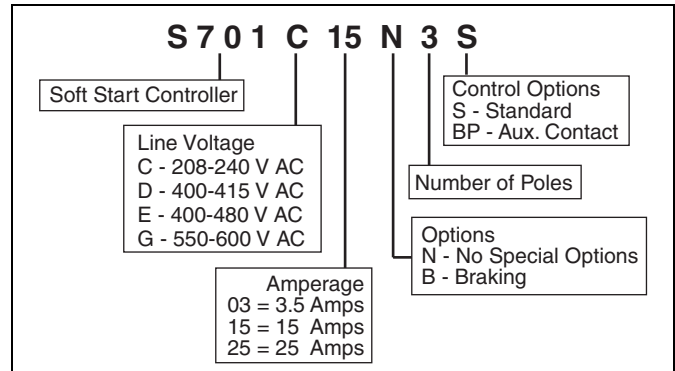 S 7 0 1 C 15 N 3 S
Soft Start Controller
Line Voltage
C - 208-240 V AC
D - 400-415 V AC
E - 400-480 V AC
G - 550-600 V AC
Amperage
03 = 3.5 Amps
15 = 15 Amps
25 = 25 Amps
Control Options
S - Standard
BP - Aux. Contact
Number of Poles
Options
N - No Special Options
B - Braking